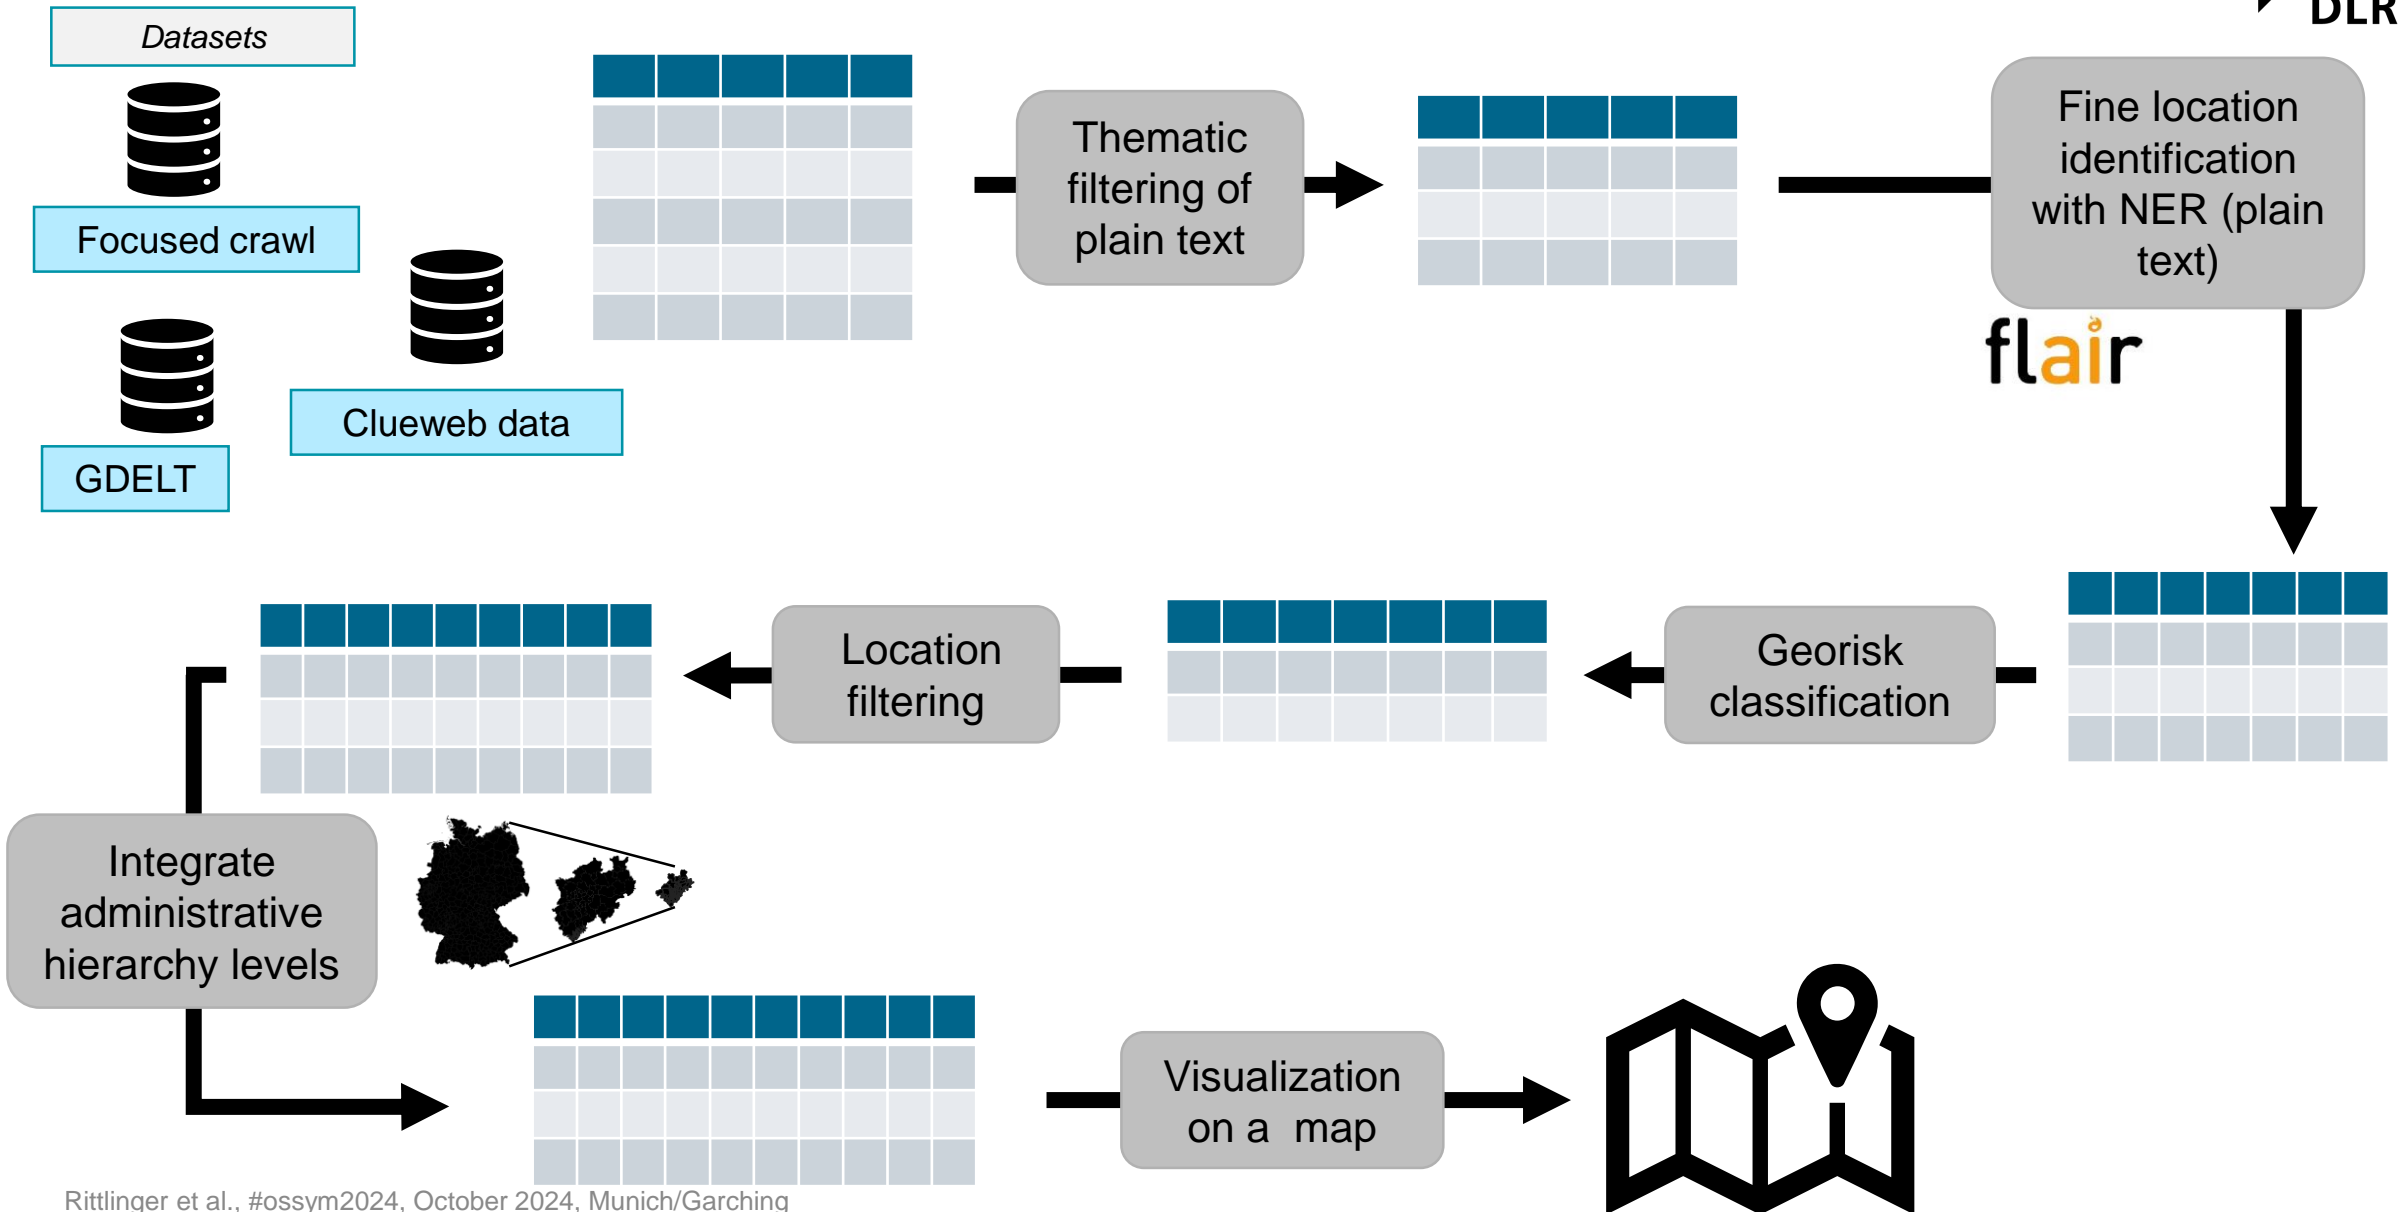 DLR
Datasets
Focused crawl
Clueweb data
GDELT
Thematic
filtering of
plain text
Fine location
identification
with NER (plain
text)
flair
Georisk
classification
Location
filtering
Integrate
administrative
hierarchy levels
Visualization
on a  map
Rittlinger et al., #ossym2024, October 2024, Munich/Garching